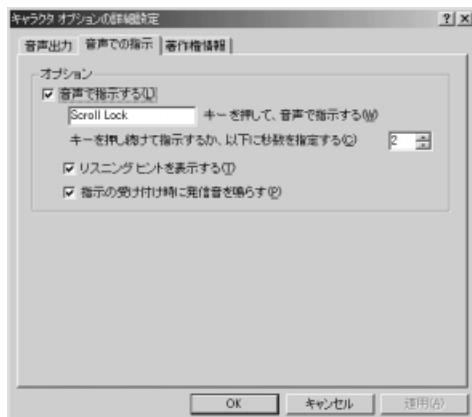 キャラクタ オプションの詳細設定
音声出力 音声での指示 著作権情報
オプション
音声で指示する(L)
Scroll Lock キーを押して、音声で指示する(W)
キーを押し続けて指示するか、以下に秒数を指定する(C) 2
リスニング ヒントを表示する(T)
指示の受け付け時に発信音を鳴らす(P)
OK キャンセル 適用(A)